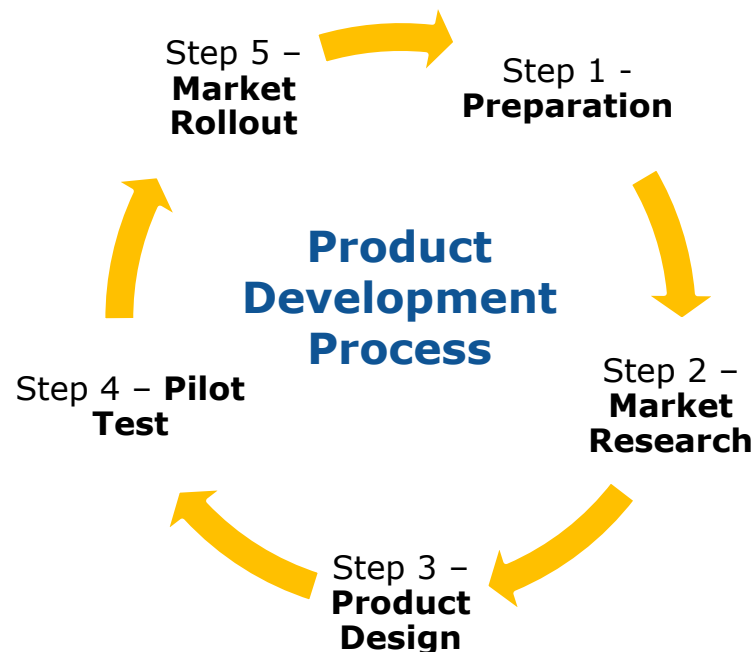 Step 5 –
Market
Rollout
Step 1 -
Preparation
Product
Development
Process
Step 2 –
Market
Research
Step 4 – Pilot
Test
Step 3 –
Product
Design